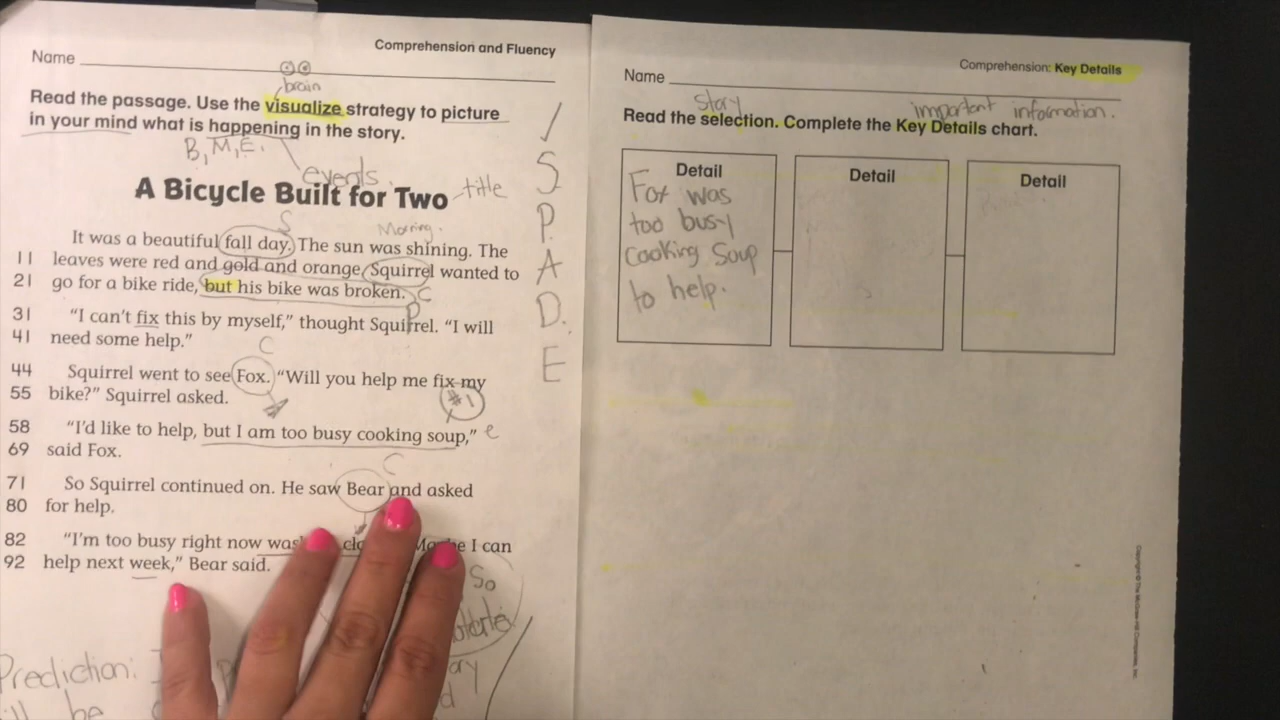 Comprehension and Fluency
Name
brain
Read the passage. Use the visualize strategy to picture
in your mind what is happening in the story.
B, M, E.
events.
A Bicycle Built for Two
title
S
Morning.
It was a beautiful fall day. The sun was shining. The
11 leaves were red and gold and orange. Squirrel wanted to
21 go for a bike ride, but his bike was broken.
C
P
31 "I can't fix this by myself," thought Squirrel. "I will
41 need some help."
C
44 Squirrel went to see Fox. "Will you help me fix my
55 bike?" Squirrel asked.
#1
58 "I'd like to help, but I am too busy cooking soup," e
69 said Fox.
C
71 So Squirrel continued on. He saw Bear and asked
80 for help.
82 "I'm too busy right now I can
92 help next week," Bear said.
So
Prediction:
be
S
P.
A
D.
E
Comprehension: Key Details
Name
story
important information.
Read the selection. Complete the Key Details chart.
Detail
Fox was
too busy
cooking Soup
to help.
Detail
Detail